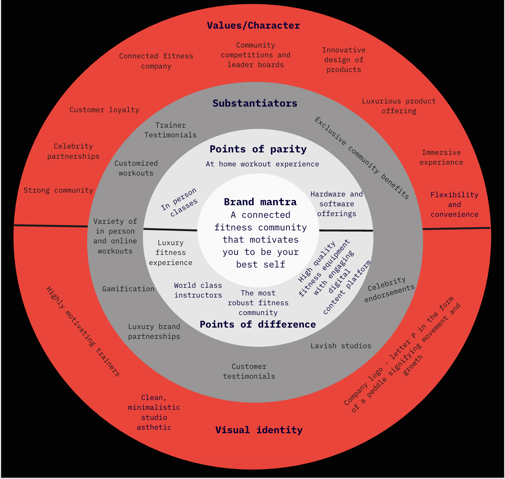 Values/Character
Connected fitness
company
Community
competitions and
leader boards
Innovative
design of
products
Customer loyalty
Luxurious product
offering
Celebrity
partnerships
Immersive
experience
Strong community
Flexibility
and
convenience
Substantiators
Trainer
Testimonials
Exclusive community benefits
Customized
workouts
Variety of
in person
and online
workouts
Points of parity
At home workout experience
In person
classes
Hardware and
software
offerings
Brand mantra
A connected
fitness community
that motivates
you to be your
best self
Luxury
fitness
experience
High quality
fitness equipment
with engaging
digital
content platform
World class
instructors
The most
robust fitness
community
Points of difference
Gamification
Celebrity
endorsements
Luxury brand
partnerships
Lavish studios
Customer
testimonials
Highly motivating trainers
Company logo - letter P in the form
of a peddle signifying movement and
growth
Clean,
minimalistic
studio
asthetic
Visual identity